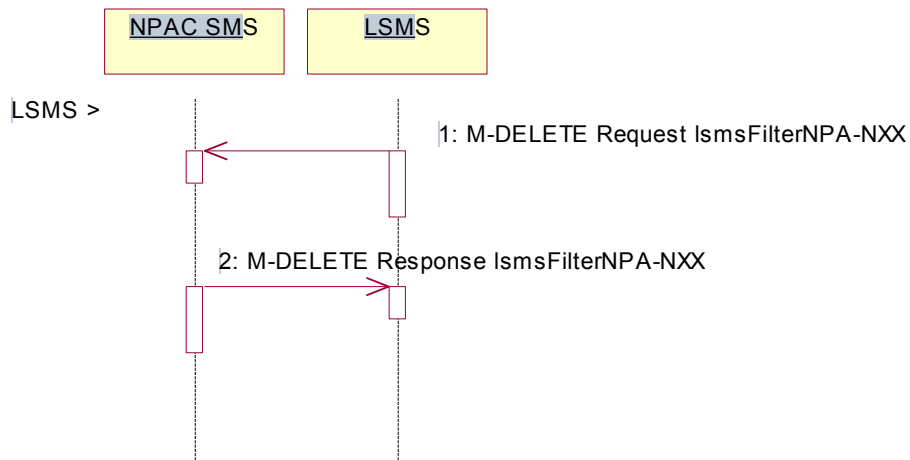 NPAC SMS
LSMS
LSMS >
1: M-DELETE Request lsmsFilterNPA-NXX
2: M-DELETE Response lsmsFilterNPA-NXX